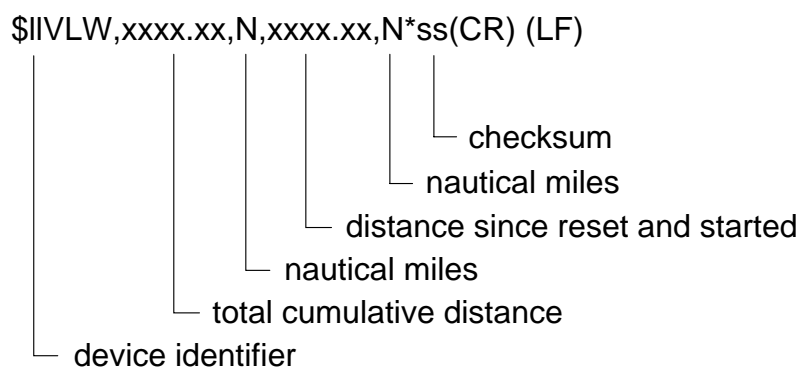 $IIVLW,xxxx.xx,N,xxxx.xx,N*ss(CR) (LF)
checksum
nautical miles
distance since reset and started
nautical miles
total cumulative distance
device identifier